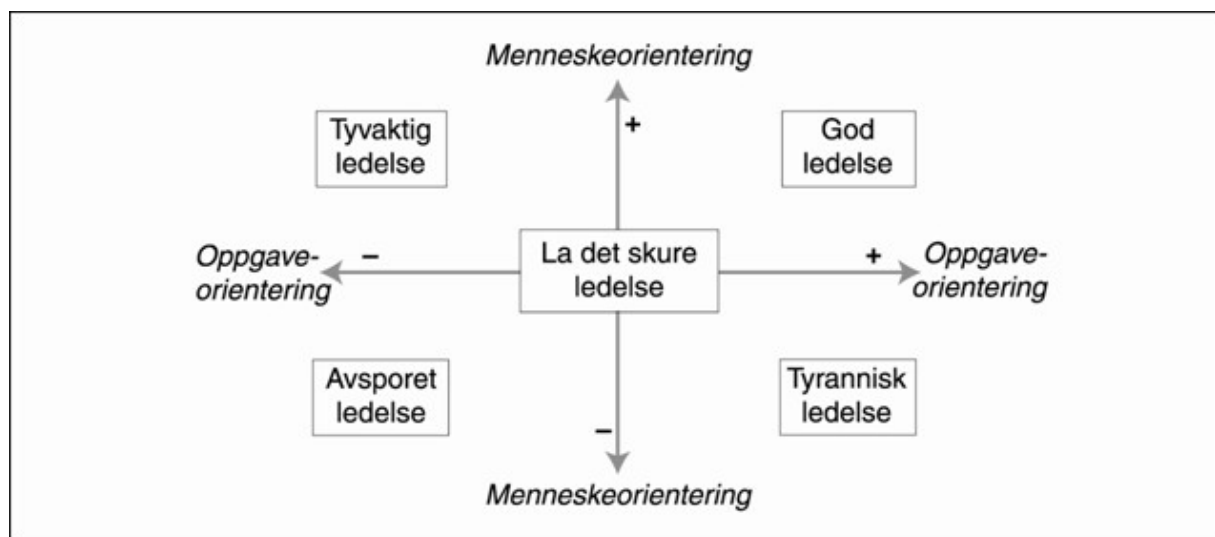 Menneskeorientering
+
Tyvaktig
ledelse
God
ledelse
Oppgave-
orientering
–
La det skure
ledelse
+
Oppgave-
orientering
Avsporet
ledelse
Tyrannisk
ledelse
–
Menneskeorientering